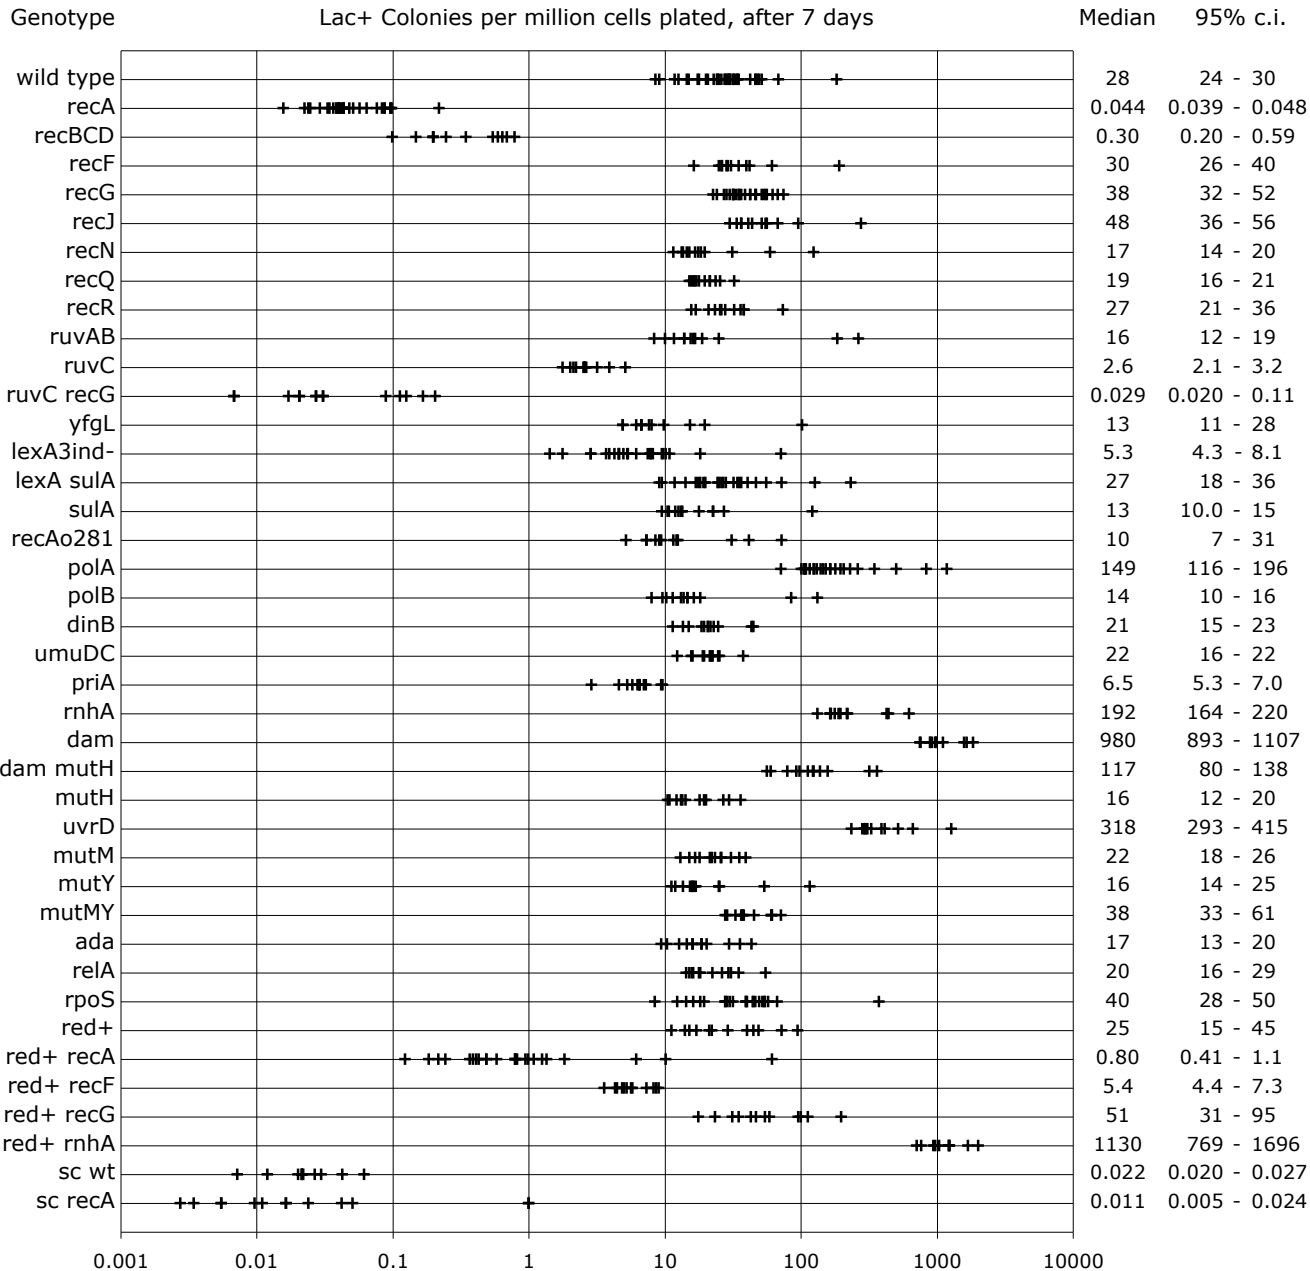 Genotype Lac+ Colonies per million cells plated, after 7 days Median 95% c.i.
wild type 28 24 - 30
recA 0.044 0.039 - 0.048
recBCD 0.30 0.20 - 0.59
recF 30 26 - 40
recG 38 32 - 52
recJ 48 36 - 56
recN 17 14 - 20
recQ 19 16 - 21
recR 27 21 - 36
ruvAB 16 12 - 19
ruvC 2.6 2.1 - 3.2
ruvC recG 0.029 0.020 - 0.11
yfgL 13 11 - 28
lexA3ind- 5.3 4.3 - 8.1
lexA sulA 27 18 - 36
sulA 13 10.0 - 15
recAo281 10 7 - 31
polA 149 116 - 196
polB 14 10 - 16
dinB 21 15 - 23
umuDC 22 16 - 22
priA 6.5 5.3 - 7.0
rnhA 192 164 - 220
dam 980 893 - 1107
dam mutH 117 80 - 138
mutH 16 12 - 20
uvrD 318 293 - 415
mutM 22 18 - 26
mutY 16 14 - 25
mutMY 38 33 - 61
ada 17 13 - 20
relA 20 16 - 29
rpoS 40 28 - 50
red+ 25 15 - 45
red+ recA 0.80 0.41 - 1.1
red+ recF 5.4 4.4 - 7.3
red+ recG 51 31 - 95
red+ rnhA 1130 769 - 1696
sc wt 0.022 0.020 - 0.027
sc recA 0.011 0.005 - 0.024
0.001 0.01 0.1 1 10 100 1000 10000